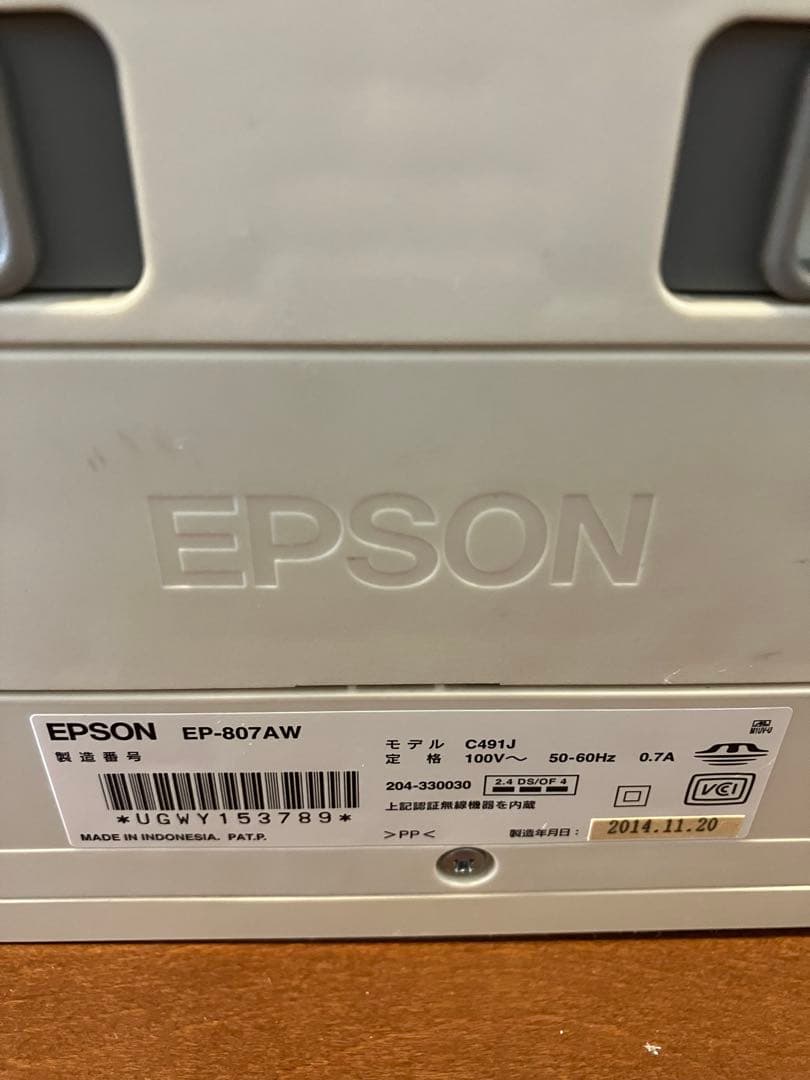 EPSON
EPSON EP-807AW
製造番号
*UGWY153789*
MADE IN INDONESIA. PAT.P.
モデル C491J
定格 100V～ 50-60Hz 0.7A
204-330030 2.4 DS/OF 4
上記認証無線機器を内蔵
>PP< 製造年月日： 2014.11.20
M1UV-U
VCI